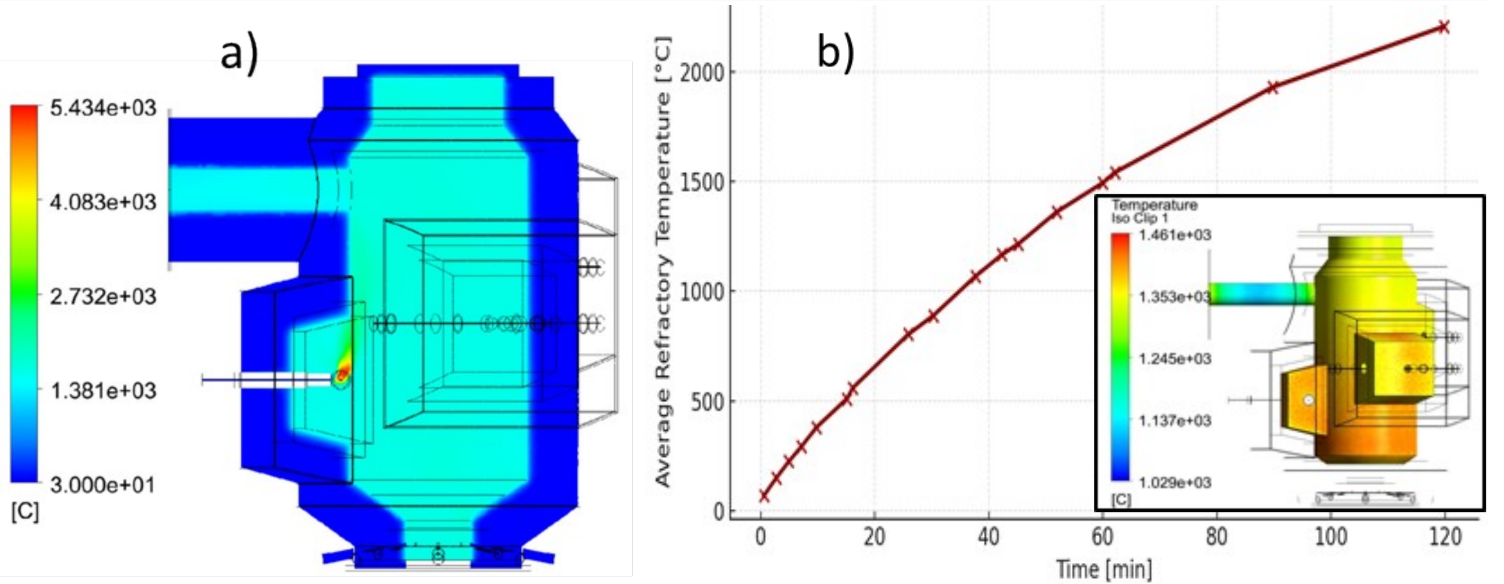 a)
5.434e+03
4.083e+03
2.732e+03
1.381e+03
3.000e+01
[C]
b)
Average Refractory Temperature [°C]
2000
1500
1000
500
0
0 20 40 60 80 100 120
Time [min]
Temperature
Iso Clip 1
1.461e+03
1.353e+03
1.245e+03
1.137e+03
1.029e+03
[C]